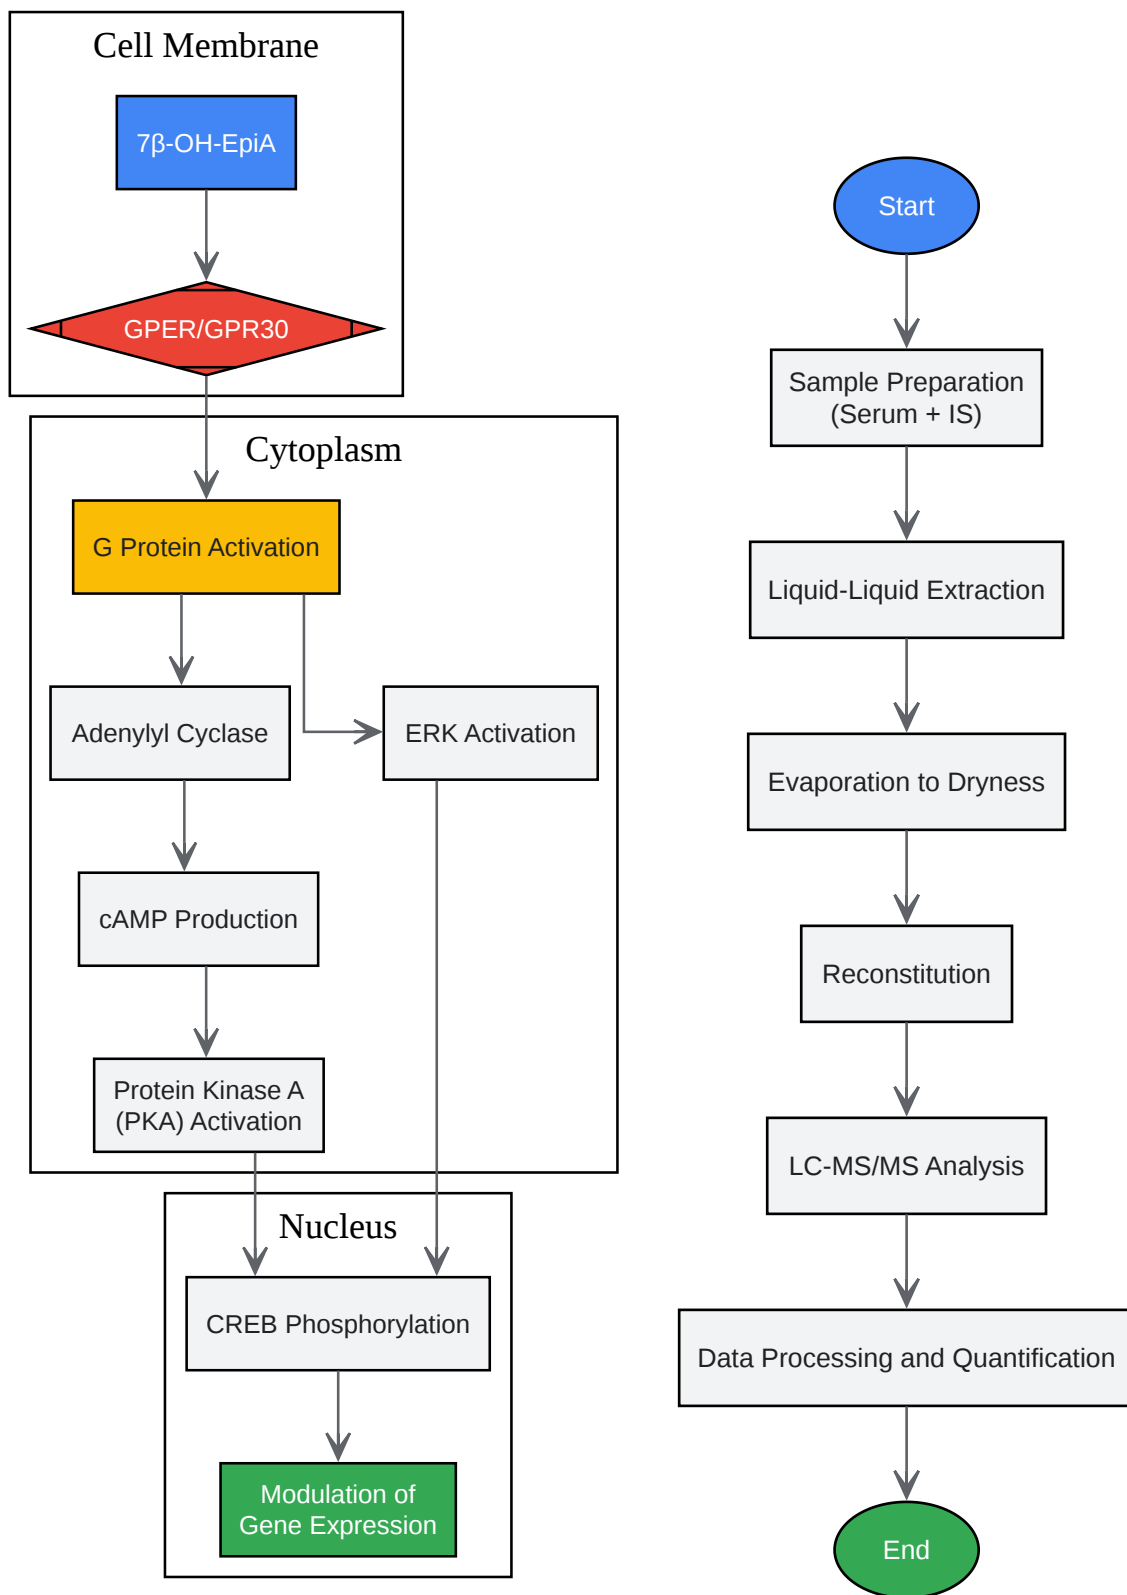 Cell Membrane
7β-OH-EpiA
GPER/GPR30
Cytoplasm
G Protein Activation
Adenylyl Cyclase
ERK Activation
cAMP Production
Protein Kinase A
(PKA) Activation
Nucleus
CREB Phosphorylation
Modulation of
Gene Expression
Start
Sample Preparation
(Serum + IS)
Liquid-Liquid Extraction
Evaporation to Dryness
Reconstitution
LC-MS/MS Analysis
Data Processing and Quantification
End